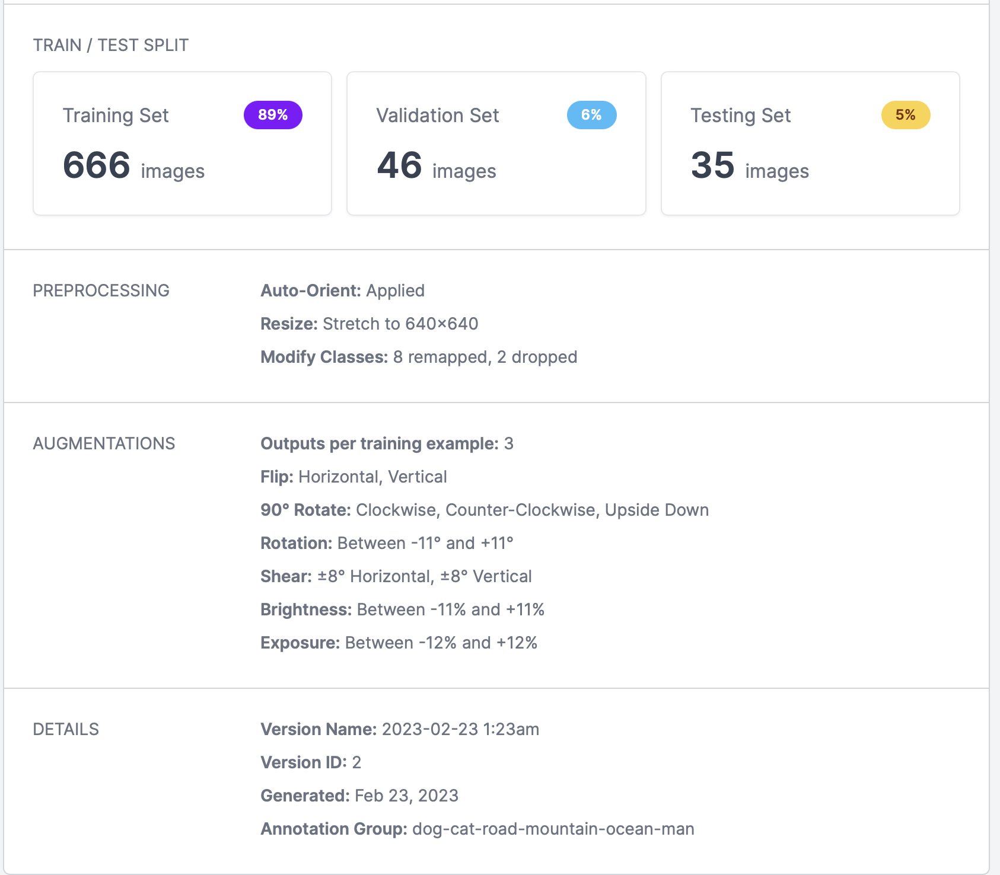 TRAIN / TEST SPLIT
Training Set 89%
666 images
Validation Set 6%
46 images
Testing Set 5%
35 images
PREPROCESSING
Auto-Orient: Applied
Resize: Stretch to 640×640
Modify Classes: 8 remapped, 2 dropped
AUGMENTATIONS
Outputs per training example: 3
Flip: Horizontal, Vertical
90° Rotate: Clockwise, Counter-Clockwise, Upside Down
Rotation: Between -11° and +11°
Shear: ±8° Horizontal, ±8° Vertical
Brightness: Between -11% and +11%
Exposure: Between -12% and +12%
DETAILS
Version Name: 2023-02-23 1:23am
Version ID: 2
Generated: Feb 23, 2023
Annotation Group: dog-cat-road-mountain-ocean-man